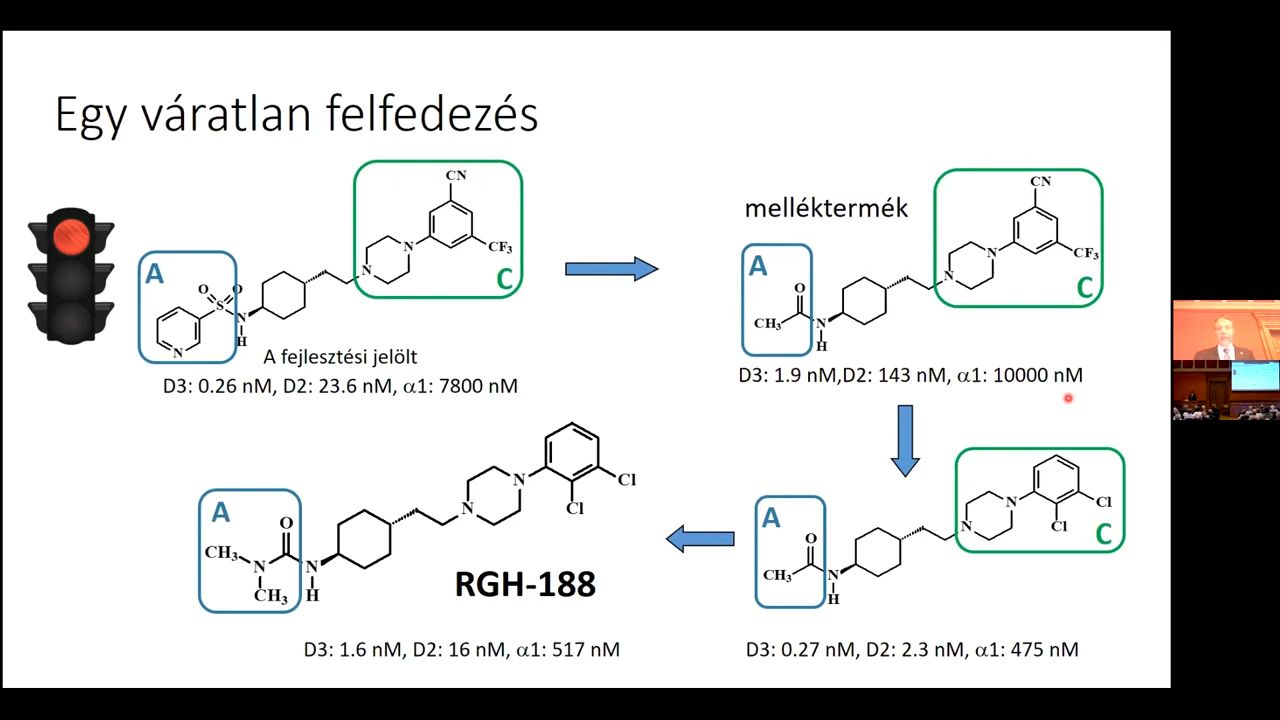 Egy váratlan felfedezés
A
C
CN
N
N
CF3
O
O
S
N
H
N
A fejlesztési jelölt
D3: 0.26 nM, D2: 23.6 nM, α1: 7800 nM
melléktermék
A
C
CN
N
N
CF3
O
CH3
N
H
D3: 1.9 nM,D2: 143 nM, α1: 10000 nM
A
O
CH3
N
CH3
N
H
N
N
Cl
Cl
RGH-188
D3: 1.6 nM, D2: 16 nM, α1: 517 nM
A
C
O
CH3
N
H
N
N
Cl
Cl
D3: 0.27 nM, D2: 2.3 nM, α1: 475 nM